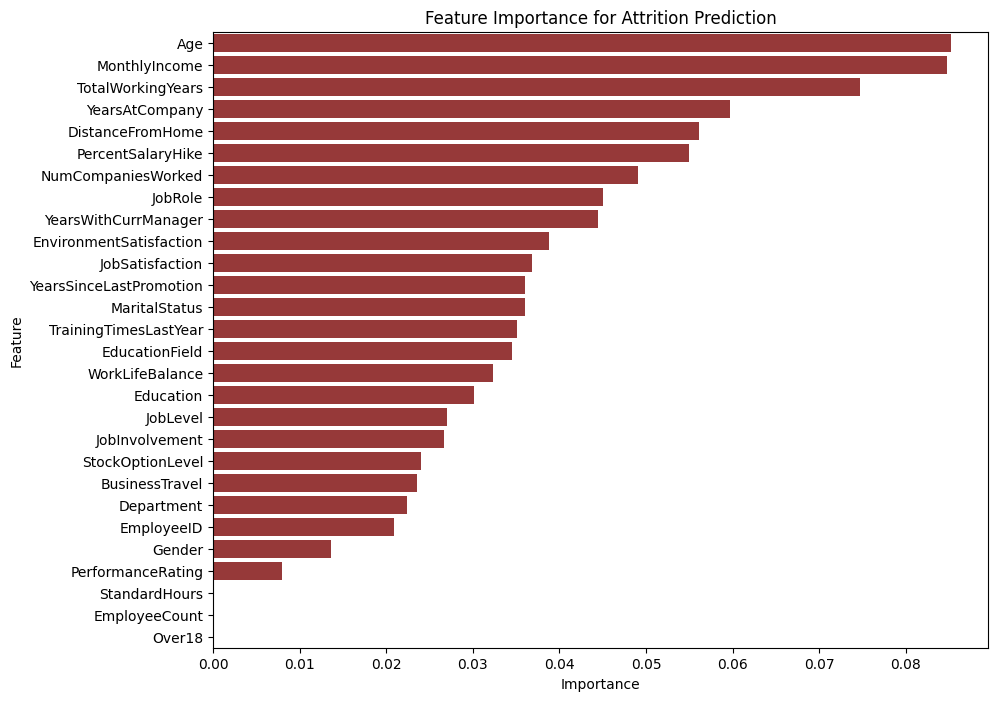 Feature Importance for Attrition Prediction
Age
MonthlyIncome
TotalWorkingYears
YearsAtCompany
DistanceFromHome
PercentSalaryHike
NumCompaniesWorked
JobRole
YearsWithCurrManager
EnvironmentSatisfaction
JobSatisfaction
YearsSinceLastPromotion
MaritalStatus
TrainingTimesLastYear
EducationField
WorkLifeBalance
Education
JobLevel
JobInvolvement
StockOptionLevel
BusinessTravel
Department
EmployeeID
Gender
PerformanceRating
StandardHours
EmployeeCount
Over18
Feature
0.00 0.01 0.02 0.03 0.04 0.05 0.06 0.07 0.08
Importance